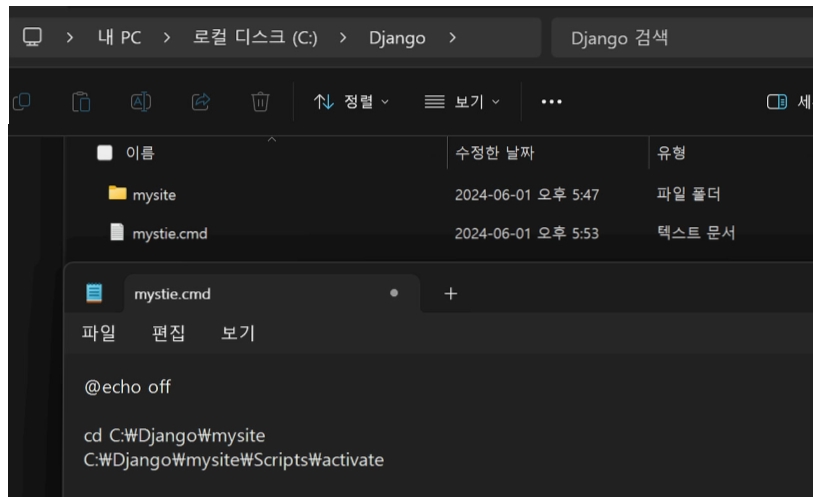 내 PC > 로컬 디스크 (C:) > Django > Django 검색
정렬 보기 ••• 세
이름 수정한 날짜 유형
mysite 2024-06-01 오후 5:47 파일 폴더
mystie.cmd 2024-06-01 오후 5:53 텍스트 문서
mystie.cmd
파일 편집 보기
@echo off
cd C:₩Django₩mysite
C:₩Django₩mysite₩Scripts₩activate